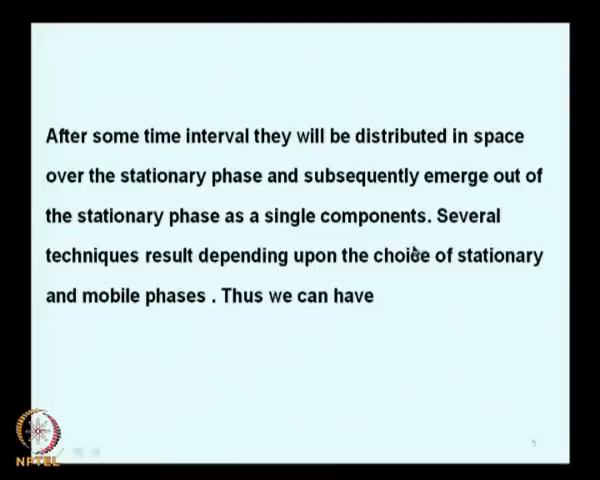 After some time interval they will be distributed in space
over the stationary phase and subsequently emerge out of
the stationary phase as a single components. Several
techniques result depending upon the choice of stationary
and mobile phases . Thus we can have
5
NPTEL